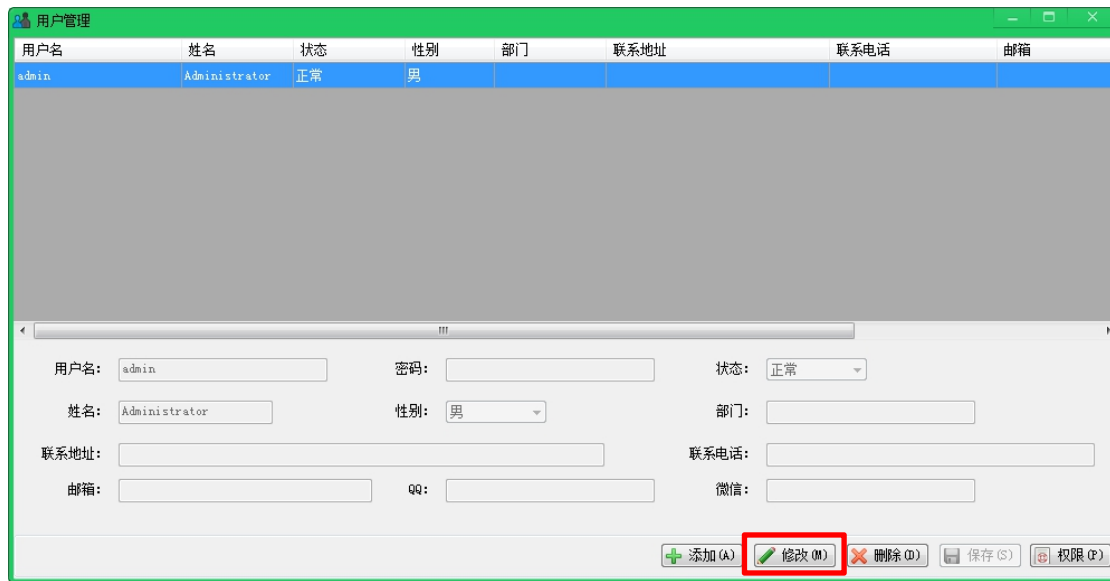 用户管理
用户名 姓名 状态 性别 部门 联系地址 联系电话 邮箱
admin Administrator 正常 男
用户名: admin 密码: 状态: 正常
姓名: Administrator 性别: 男 部门:
联系地址: 联系电话:
邮箱: QQ: 微信:
添加(A) 修改(M) 删除(D) 保存(S) 权限(P)